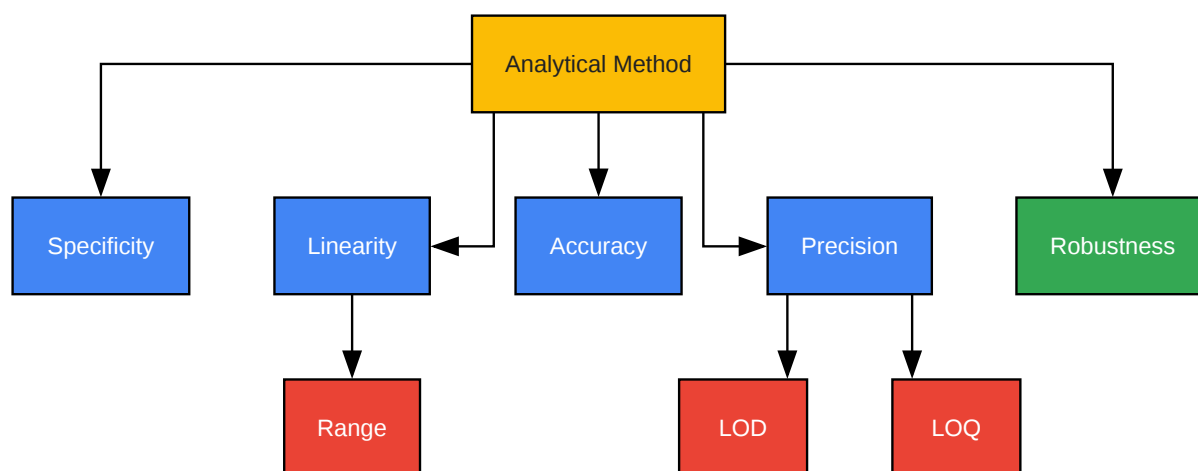 Analytical Method
Specificity
Linearity
Accuracy
Precision
Robustness
Range
LOD
LOQ